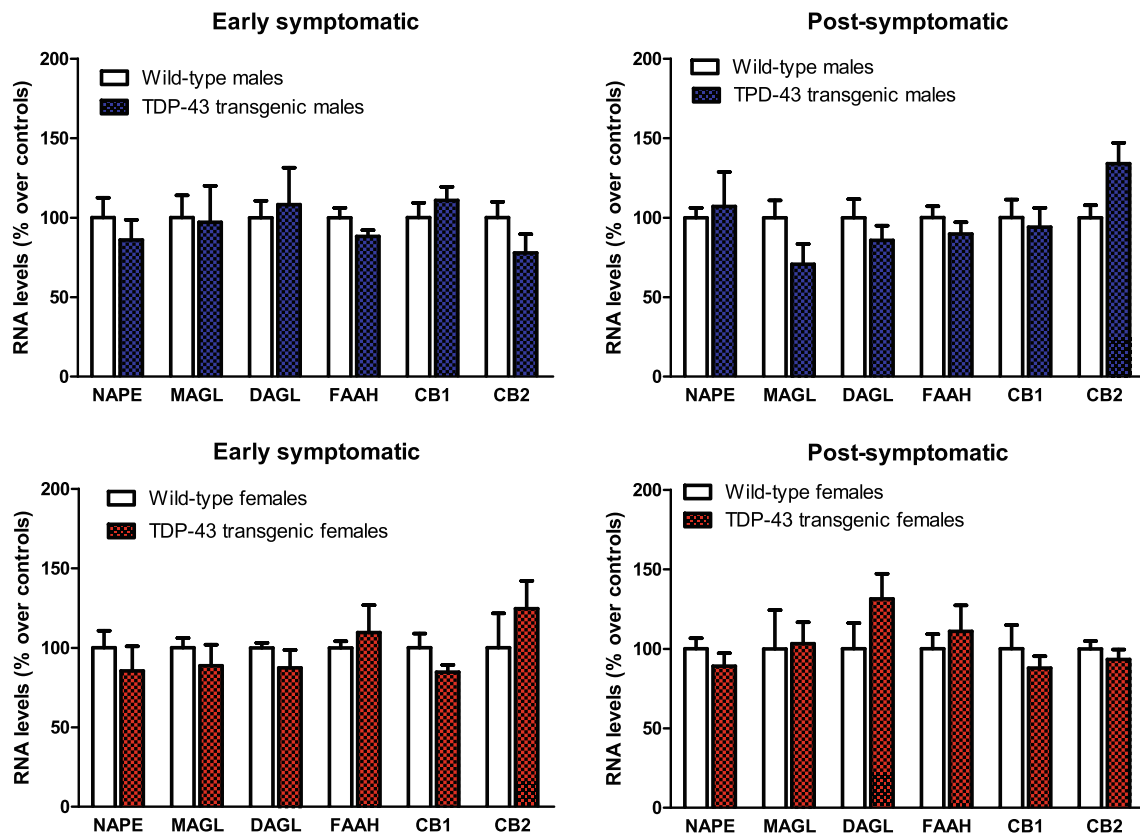 Early symptomatic
200
150
100
50
0
RNA levels (% over controls)
Wild-type males
TDP-43 transgenic males
NAPE MAGL DAGL FAAH CB1 CB2
Post-symptomatic
200
150
100
50
0
RNA levels (% over controls)
Wild-type males
TPD-43 transgenic males
NAPE MAGL DAGL FAAH CB1 CB2
Early symptomatic
200
150
100
50
0
RNA levels (% over controls)
Wild-type females
TDP-43 transgenic females
NAPE MAGL DAGL FAAH CB1 CB2
Post-symptomatic
200
150
100
50
0
RNA levels (% over controls)
Wild-type females
TDP-43 transgenic females
NAPE MAGL DAGL FAAH CB1 CB2